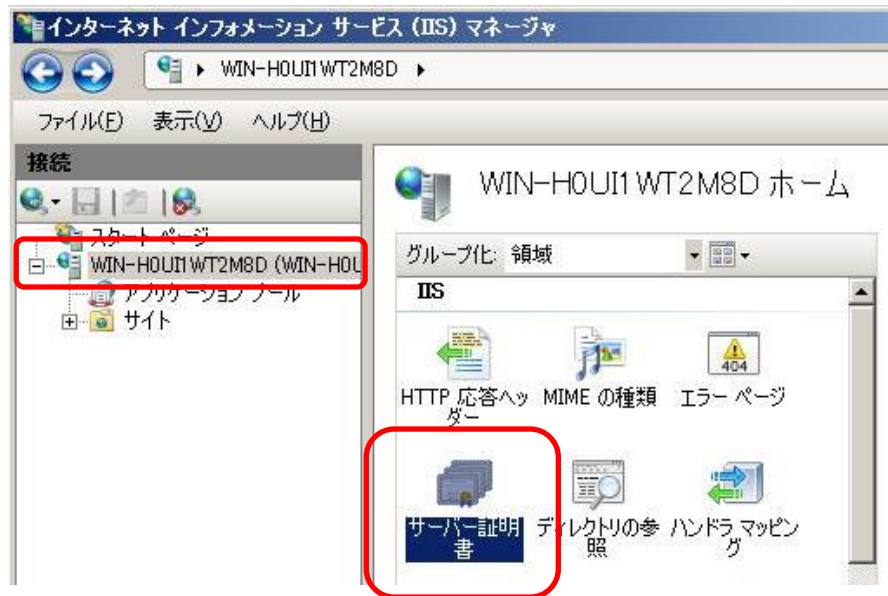 インターネット インフォメーション サービス (IIS) マネージャ
WIN-H0UI1WT2M8D
ファイル(F) 表示(V) ヘルプ(H)
接続
スタート ページ
WIN-H0UI1WT2M8D (WIN-H0U
アプリケーション プール
サイト
WIN-H0UI1WT2M8D ホーム
グループ化: 領域
IIS
HTTP 応答ヘッ
ダー
MIME の種類
404
エラー ページ
サーバー証明
書
ディレクトリの参
照
ハンドラ マッピン
グ